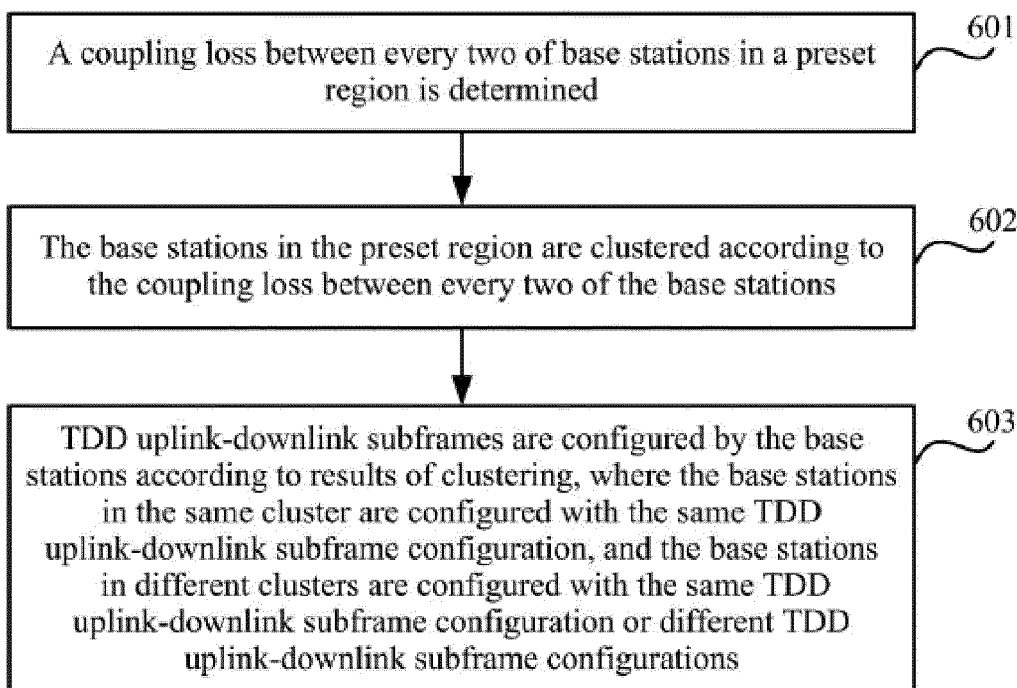 A coupling loss between every two of base stations in a preset
region is determined
601
The base stations in the preset region are clustered according to
the coupling loss between every two of the base stations
602
TDD uplink-downlink subframes are configured by the base
stations according to results of clustering, where the base stations
in the same cluster are configured with the same TDD
uplink-downlink subframe configuration, and the base stations
in different clusters are configured with the same TDD
uplink-downlink subframe configuration or different TDD
uplink-downlink subframe configurations
603